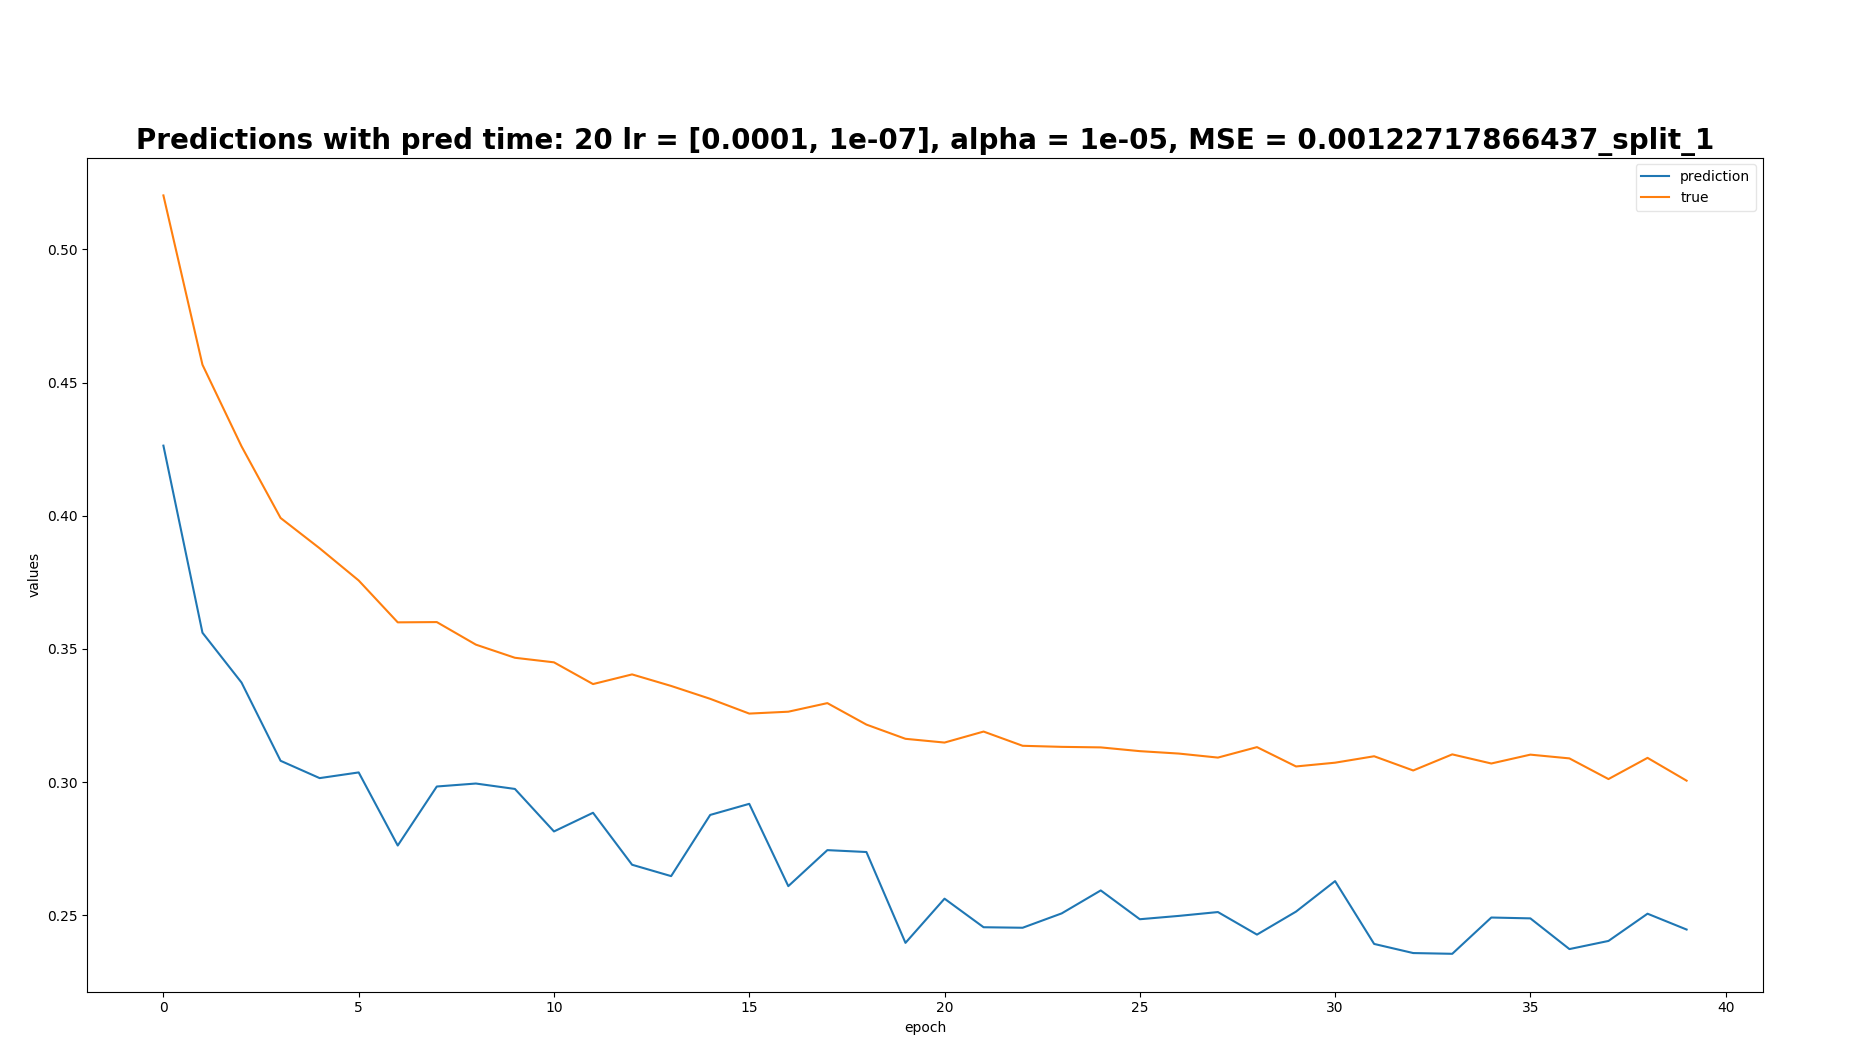 Predictions with pred time: 20 lr = [0.0001, 1e-07], alpha = 1e-05, MSE = 0.00122717866437_split_1
prediction
true
0.50
0.45
0.40
0.35
0.30
0.25
values
0 5 10 15 20 25 30 35 40
epoch